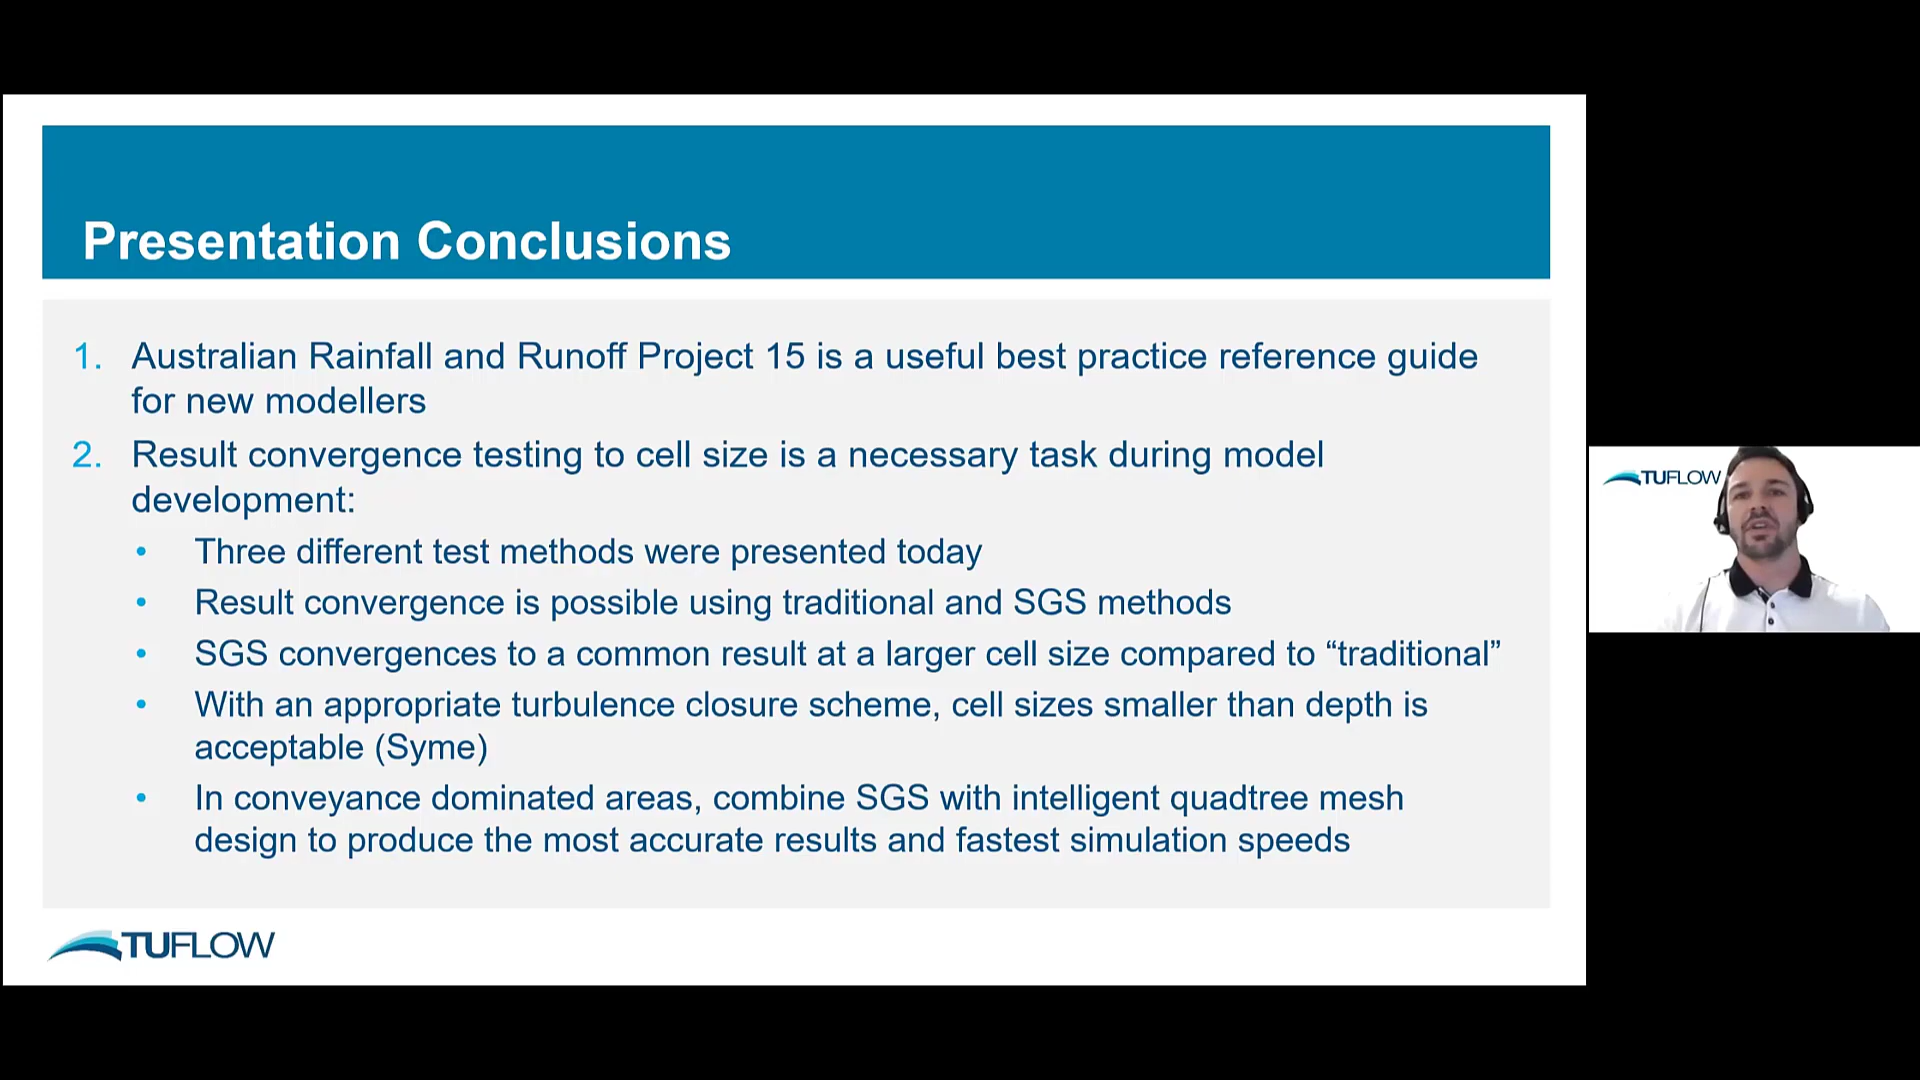 Presentation Conclusions
1. Australian Rainfall and Runoff Project 15 is a useful best practice reference guide
for new modellers
2. Result convergence testing to cell size is a necessary task during model
development:
• Three different test methods were presented today
• Result convergence is possible using traditional and SGS methods
• SGS convergences to a common result at a larger cell size compared to “traditional”
• With an appropriate turbulence closure scheme, cell sizes smaller than depth is
acceptable (Syme)
• In conveyance dominated areas, combine SGS with intelligent quadtree mesh
design to produce the most accurate results and fastest simulation speeds
TUFLOW
TUFLOW